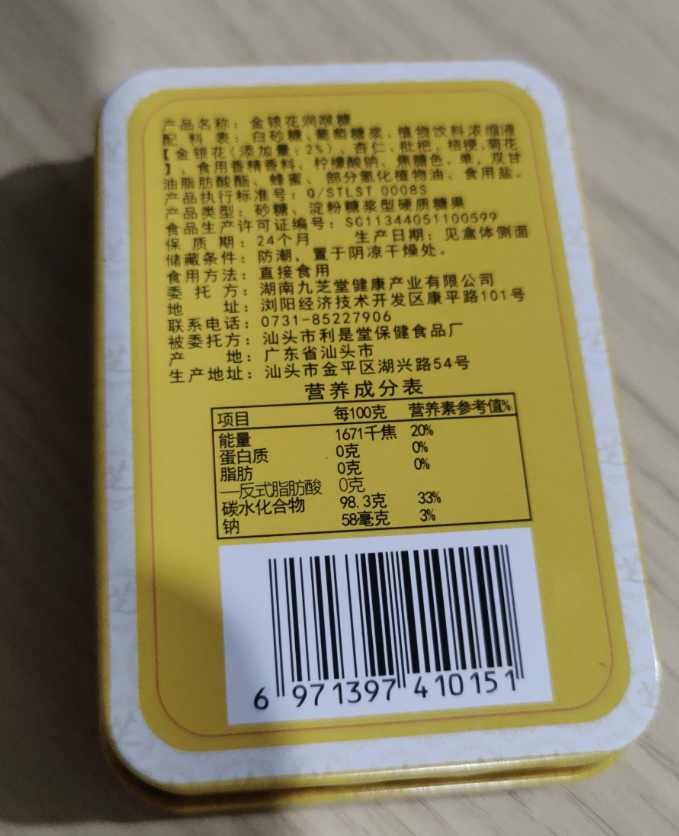 产品名称：金银花润喉糖
配 料 表：白砂糖、葡萄糖浆、植物饮料浓缩液
【金银花(添加量：2%)、杏仁、枇杷、桔梗、菊花
】、食用香精香料、柠檬酸钠、焦糖色、单，双甘
油脂肪酸酯、蜂蜜、部分氢化植物油、食用盐。
产品执行标准号：Q/STLST 0008S
产品类型：砂糖、淀粉糖浆型硬质糖果
食品生产许可证编号：SC11344051100599
保 质 期：24个月 生产日期：见盒体侧面
储藏条件：防潮，置于阴凉干燥处。
食用方法：直接食用
委 托 方：湖南九芝堂健康产业有限公司
地 址：浏阳经济技术开发区康平路101号
联系电话：0731-85227906
被委托方：汕头市利是堂保健食品厂
产 地：广东省汕头市
生产地址：汕头市金平区湖兴路54号
营养成分表
项目 每100克 营养素参考值%
能量 1671千焦 20%
蛋白质 0克 0%
脂肪 0克 0%
—反式脂肪酸 0克
碳水化合物 98.3克 33%
钠 58毫克 3%
6 971397 410151